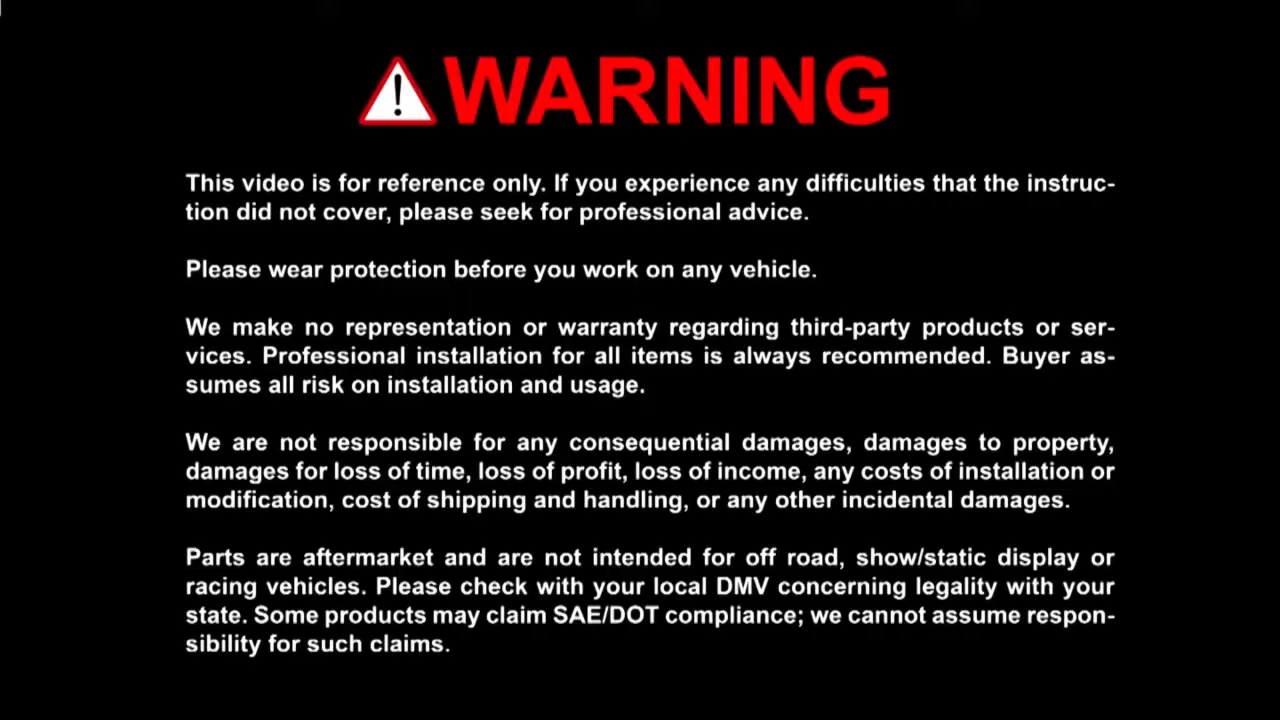 WARNING
This video is for reference only. If you experience any difficulties that the instruc-
tion did not cover, please seek for professional advice.
Please wear protection before you work on any vehicle.
We make no representation or warranty regarding third-party products or ser-
vices. Professional installation for all items is always recommended. Buyer as-
sumes all risk on installation and usage.
We are not responsible for any consequential damages, damages to property,
damages for loss of time, loss of profit, loss of income, any costs of installation or
modification, cost of shipping and handling, or any other incidental damages.
Parts are aftermarket and are not intended for off road, show/static display or
racing vehicles. Please check with your local DMV concerning legality with your
state. Some products may claim SAE/DOT compliance; we cannot assume respon-
sibility for such claims.